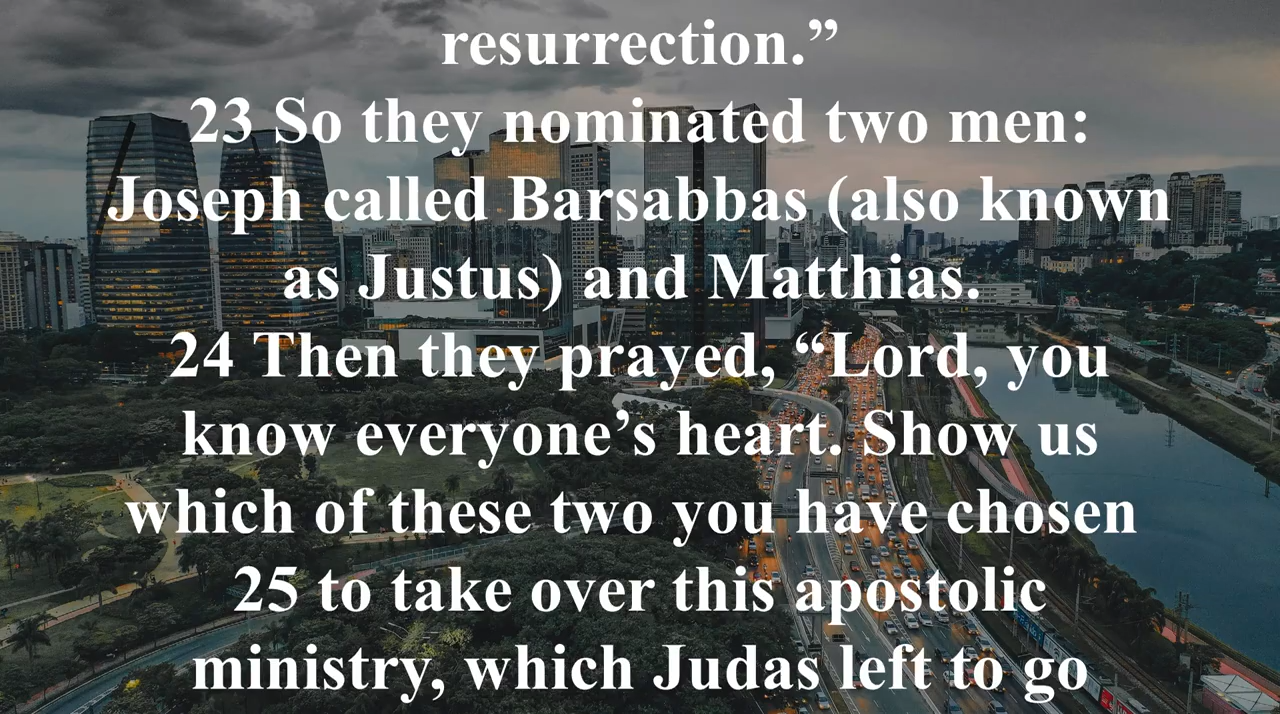 resurrection.”
23 So they nominated two men:
Joseph called Barsabbas (also known
as Justus) and Matthias.
24 Then they prayed, “Lord, you
know everyone’s heart. Show us
which of these two you have chosen
25 to take over this apostolic
ministry, which Judas left to go